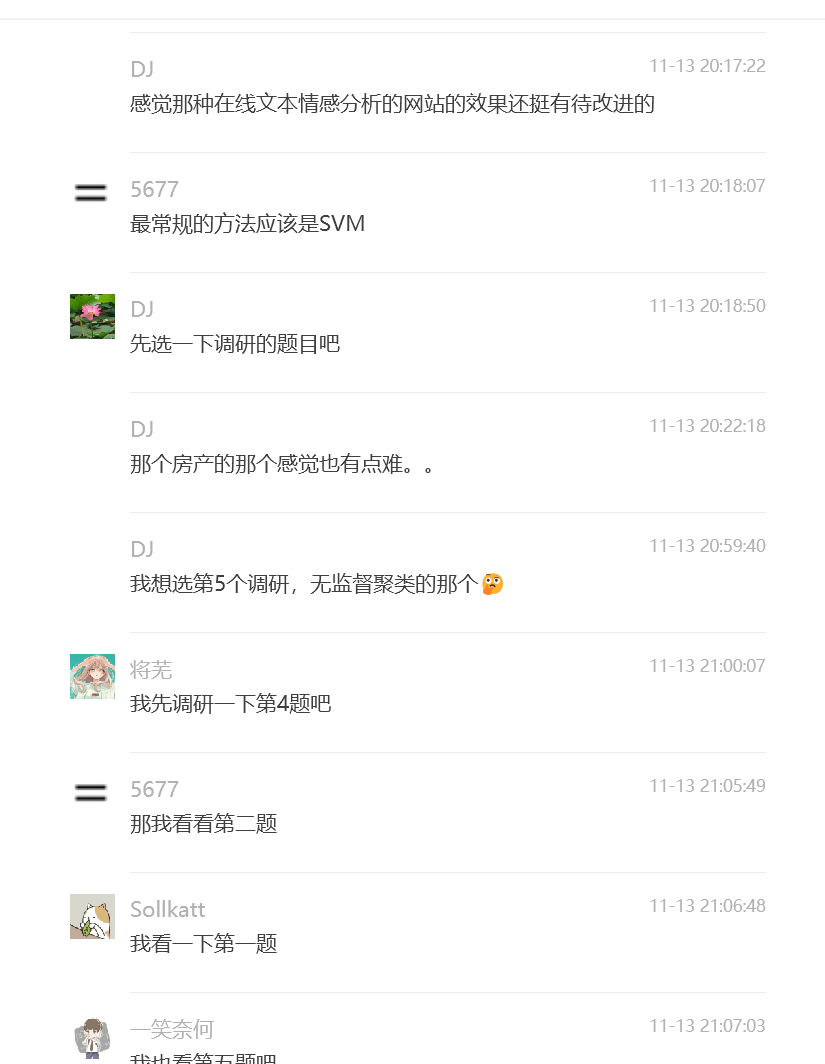 DJ 11-13 20:17:22
感觉那种在线文本情感分析的网站的效果还挺有待改进的
5677 11-13 20:18:07
最常规的方法应该是SVM
DJ 11-13 20:18:50
先选一下调研的题目吧
DJ 11-13 20:22:18
那个房产的那个感觉也有点难。。
DJ 11-13 20:59:40
我想选第5个调研，无监督聚类的那个🤔
将芜 11-13 21:00:07
我先调研一下第4题吧
5677 11-13 21:05:49
那我看看第二题
Sollkatt 11-13 21:06:48
我看一下第一题
一笑奈何 11-13 21:07:03
我也看第五题吧